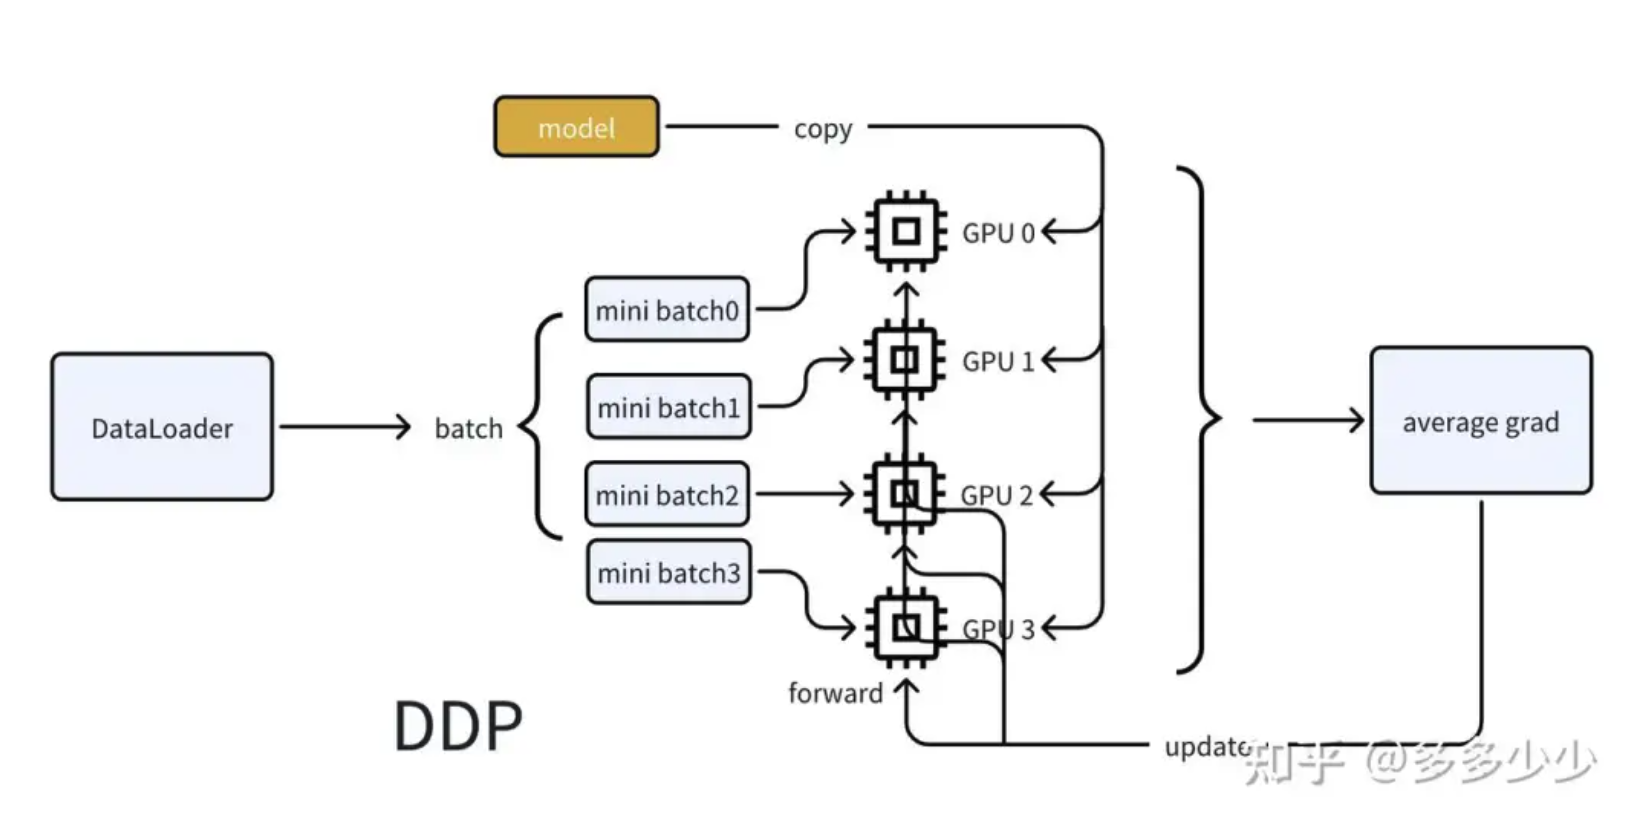 model
copy
GPU 0
mini batch0
GPU 1
mini batch1
DataLoader
batch
average grad
mini batch2
GPU 2
mini batch3
GPU 3
forward
DDP
update
知乎 @多多少少